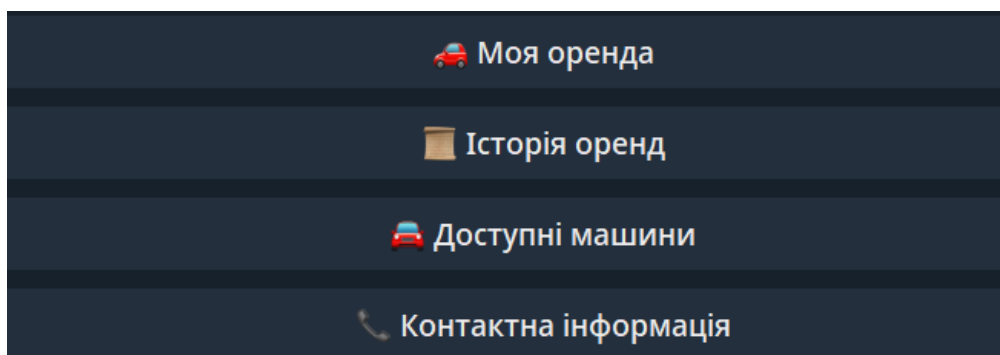 🚗 Моя оренда
📜 Історія оренд
🚘 Доступні машини
📞 Контактна інформація